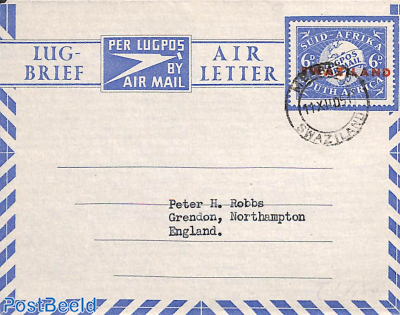 LUG-
BRIEF
PER LUGPOS
BY
AIR MAIL
AIR
LETTER
SUID-AFRIKA
6D 6D
SWAZILAND
SOUTH AFRICA
SWAZILAND
Peter H. Robbs
Grendon, Northampton
England.
PostBeeld